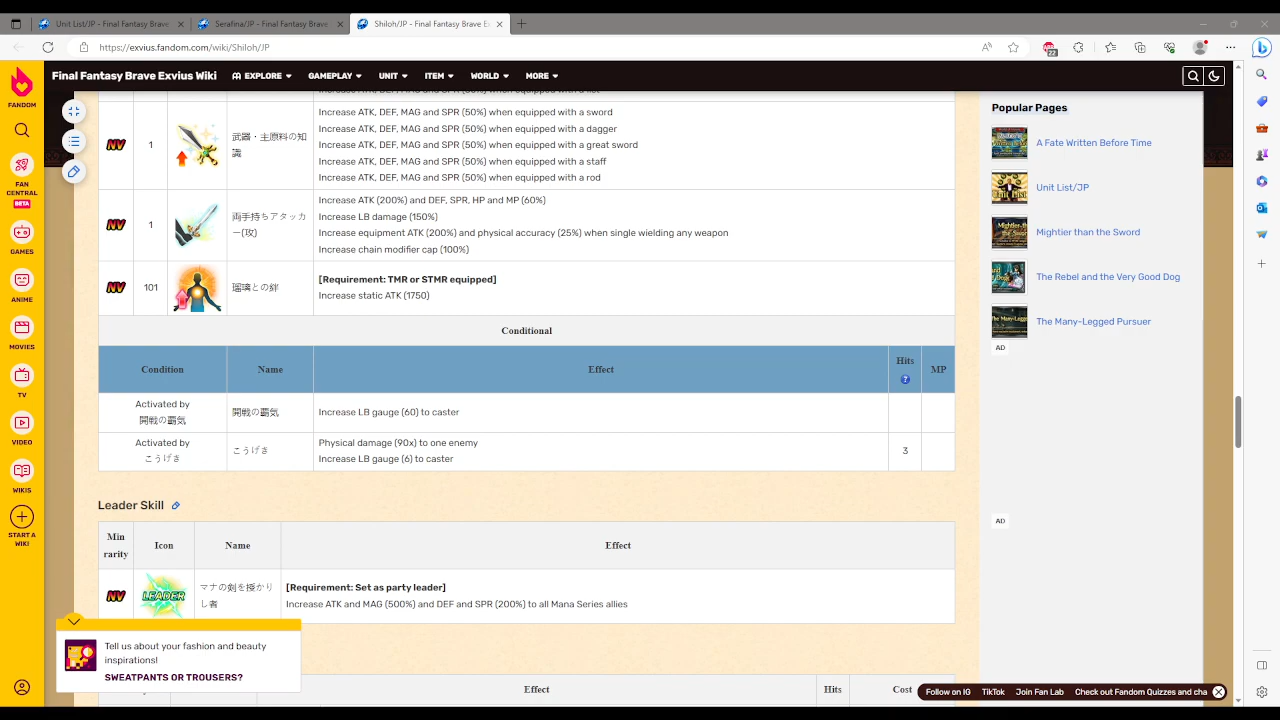 Unit List/JP - Final Fantasy Brave
Serafina/JP - Final Fantasy Brave
Shiloh/JP - Final Fantasy Brave Ex
https://exvius.fandom.com/wiki/Shiloh/JP
22
Final Fantasy Brave Exvius Wiki
EXPLORE
GAMEPLAY
UNIT
ITEM
WORLD
MORE
FANDOM
FAN CENTRAL
BETA
GAMES
ANIME
MOVIES
TV
VIDEO
WIKIS
START A WIKI
NV
1
武器・主原料の知識
Increase ATK, DEF, MAG and SPR (50%) when equipped with a sword
Increase ATK, DEF, MAG and SPR (50%) when equipped with a dagger
Increase ATK, DEF, MAG and SPR (50%) when equipped with a great sword
Increase ATK, DEF, MAG and SPR (50%) when equipped with a staff
Increase ATK, DEF, MAG and SPR (50%) when equipped with a rod
NV
1
両手持ちアタッカー(攻)
Increase ATK (200%) and DEF, SPR, HP and MP (60%)
Increase LB damage (150%)
Increase equipment ATK (200%) and physical accuracy (25%) when single wielding any weapon
Increase chain modifier cap (100%)
NV
101
瑠璃との絆
[Requirement: TMR or STMR equipped]
Increase static ATK (1750)
Conditional
Condition
Name
Effect
Hits
?
MP
Activated by
開戦の覇気
開戦の覇気
Increase LB gauge (60) to caster
Activated by
こうげき
こうげき
Physical damage (90x) to one enemy
Increase LB gauge (6) to caster
3
Leader Skill
Min rarity
Icon
Name
Effect
NV
LEADER
マナの剣を授かりし者
[Requirement: Set as party leader]
Increase ATK and MAG (500%) and DEF and SPR (200%) to all Mana Series allies
Tell us about your fashion and beauty
inspirations!
SWEATPANTS OR TROUSERS?
Effect
Hits
Cost
Popular Pages
A Fate Written Before Time
Unit List/JP
Mightier than the Sword
The Rebel and the Very Good Dog
The Many-Legged Pursuer
AD
AD
Follow on IG
TikTok
Join Fan Lab
Check out Fandom Quizzes and cha